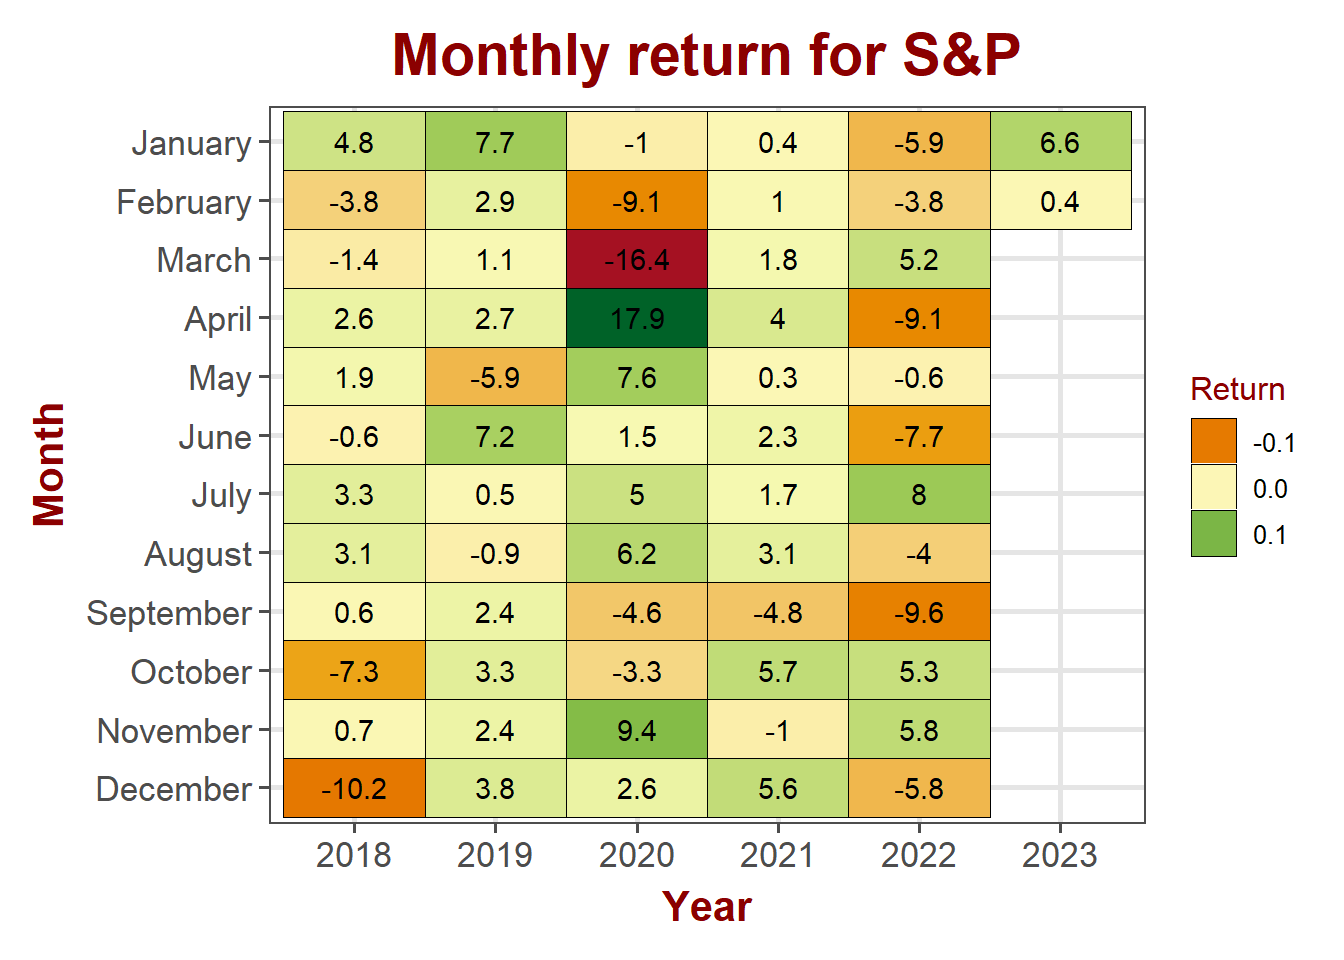 Monthly return for S&P
January 4.8 7.7 -1 0.4 -5.9 6.6
February -3.8 2.9 -9.1 1 -3.8 0.4
March -1.4 1.1 -16.4 1.8 5.2
April 2.6 2.7 17.9 4 -9.1
May 1.9 -5.9 7.6 0.3 -0.6
June -0.6 7.2 1.5 2.3 -7.7
July 3.3 0.5 5 1.7 8
August 3.1 -0.9 6.2 3.1 -4
September 0.6 2.4 -4.6 -4.8 -9.6
October -7.3 3.3 -3.3 5.7 5.3
November 0.7 2.4 9.4 -1 5.8
December -10.2 3.8 2.6 5.6 -5.8
2018 2019 2020 2021 2022 2023
Year
Month
Return
-0.1
0.0
0.1